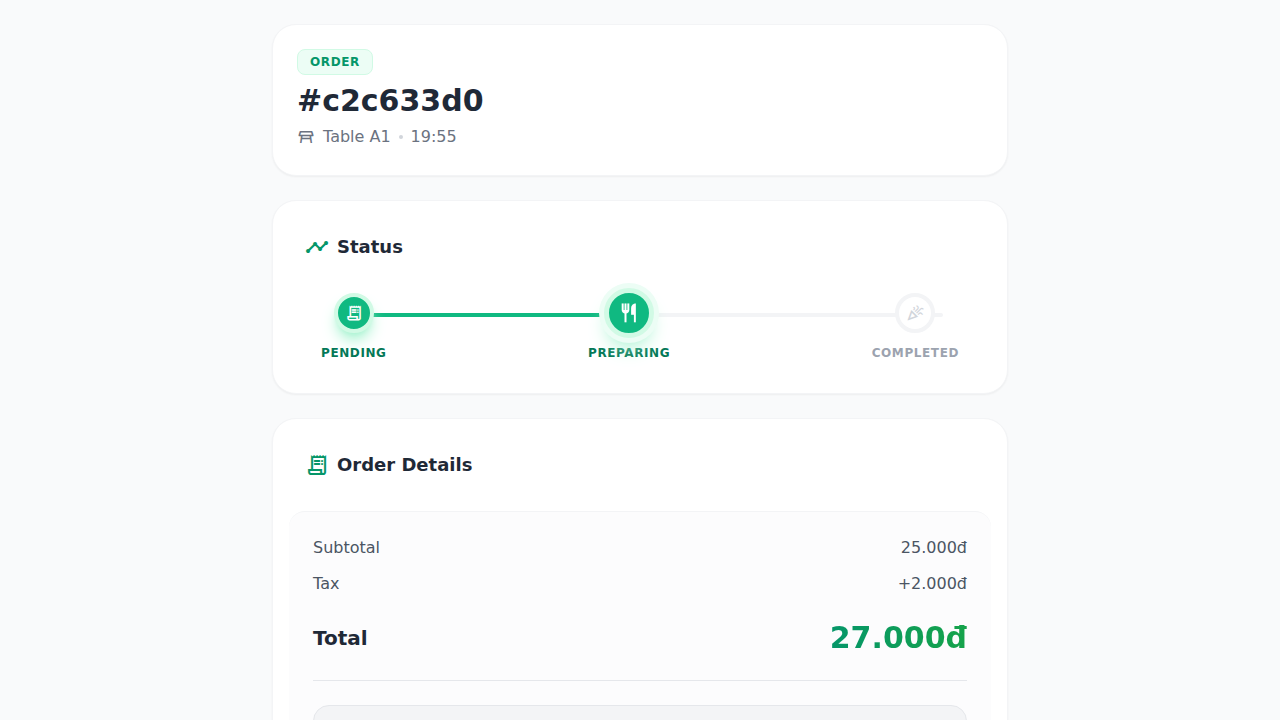 ORDER
#c2c633d0
Table A1 • 19:55
Status
PENDING PREPARING COMPLETED
Order Details
Subtotal 25.000đ
Tax +2.000đ
Total 27.000đ